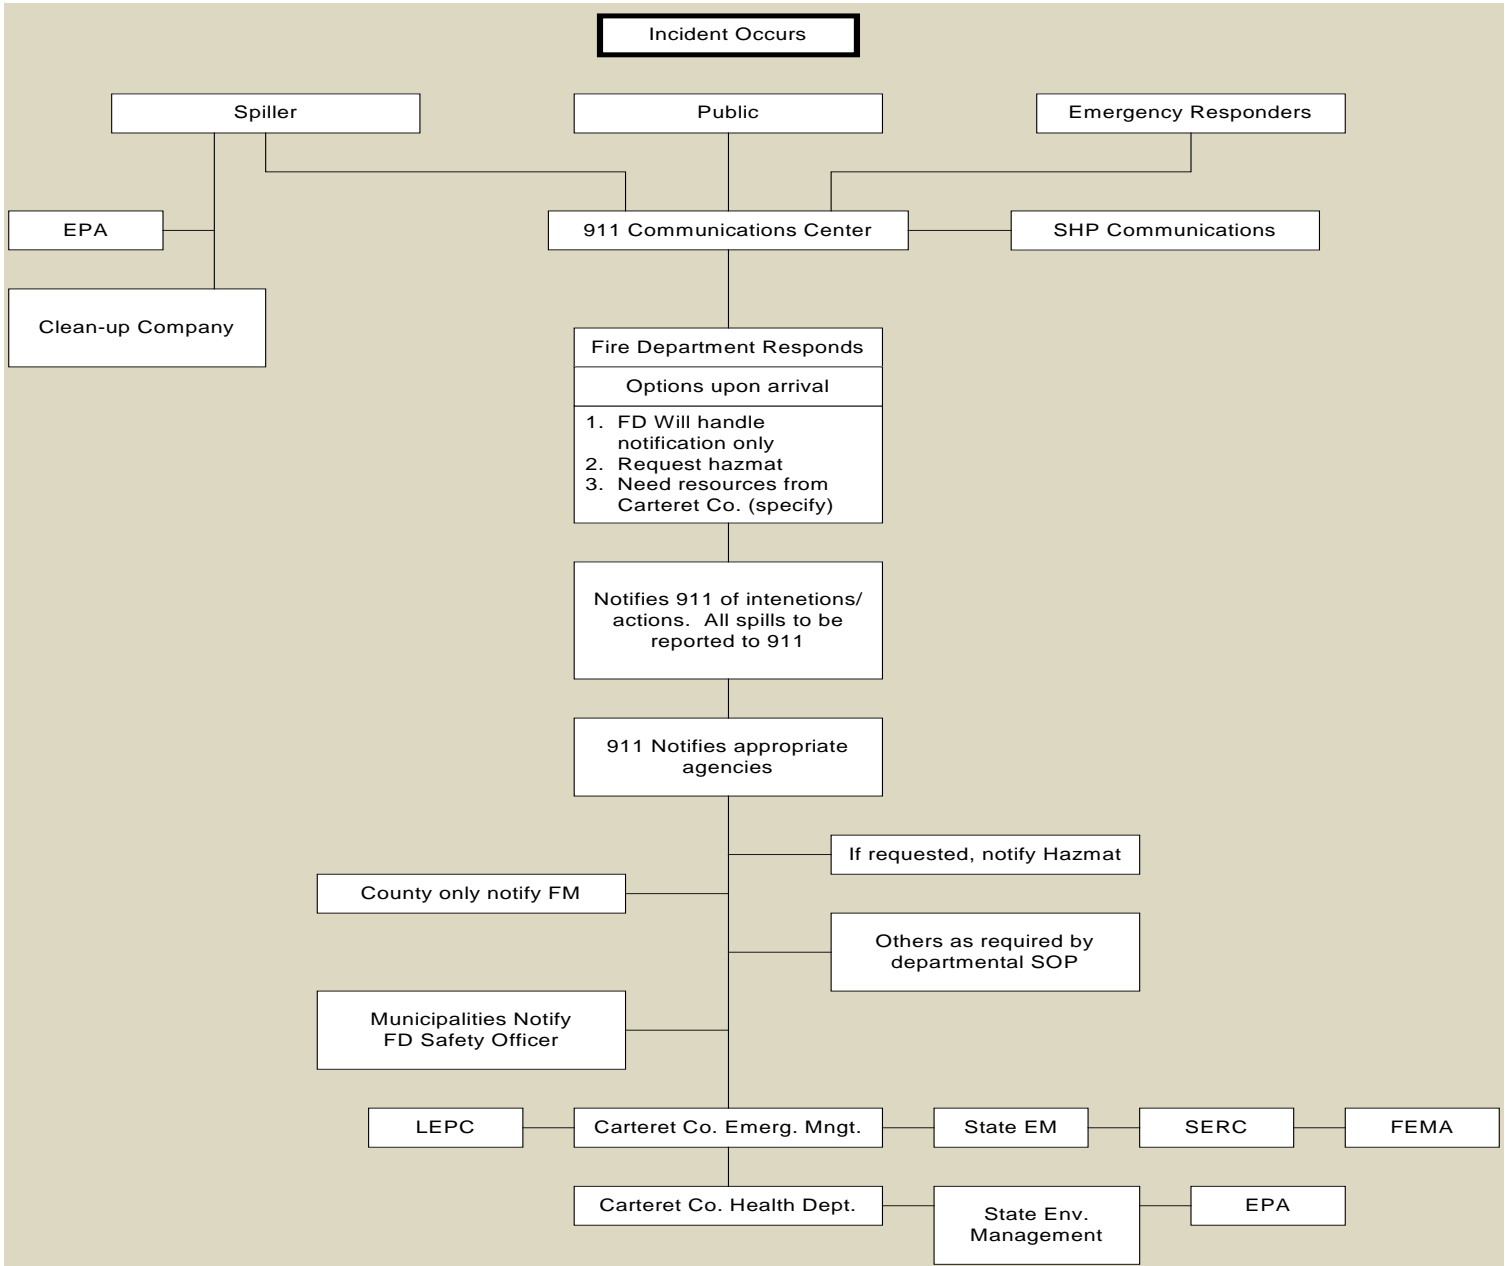 Incident Occurs
Spiller
Public
Emergency Responders
EPA
911 Communications Center
SHP Communications
Clean-up Company
Fire Department Responds
Options upon arrival
1. FD Will handle
notification only
2. Request hazmat
3. Need resources from
Carteret Co. (specify)
Notifies 911 of intenetions/
actions. All spills to be
reported to 911
911 Notifies appropriate
agencies
If requested, notify Hazmat
County only notify FM
Others as required by
departmental SOP
Municipalities Notify
FD Safety Officer
LEPC
Carteret Co. Emerg. Mngt.
State EM
SERC
FEMA
Carteret Co. Health Dept.
State Env.
Management
EPA